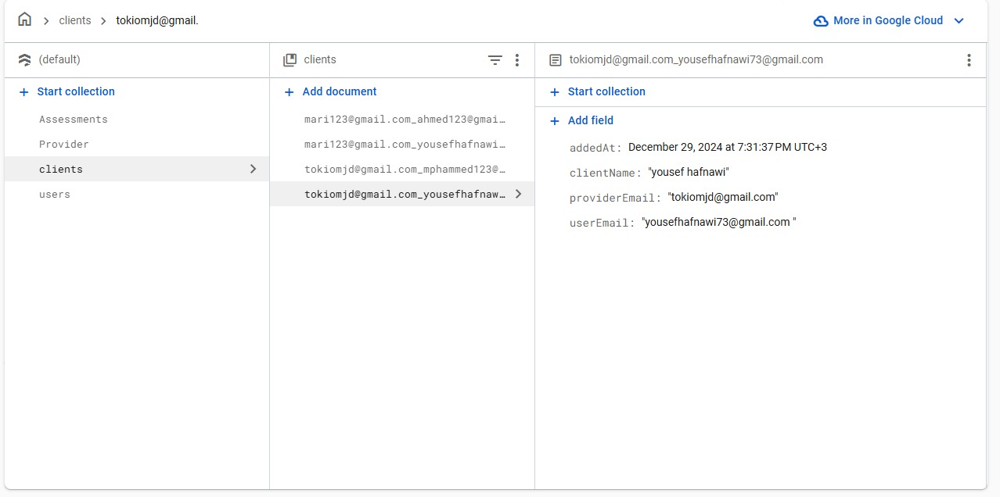 clients tokiomjd@gmail. More in Google Cloud
(default)
Start collection
Assessments
Provider
clients
users
clients
Add document
mari123@gmail.com_ahmed123@gmai…
mari123@gmail.com_yousefhafnawi…
tokiomjd@gmail.com_mphammed123@…
tokiomjd@gmail.com_yousefhafnaw…
tokiomjd@gmail.com_yousefhafnawi73@gmail.com
Start collection
Add field
addedAt: December 29, 2024 at 7:31:37 PM UTC+3
clientName: "yousef hafnawi"
providerEmail: "tokiomjd@gmail.com"
userEmail: "yousefhafnawi73@gmail.com "